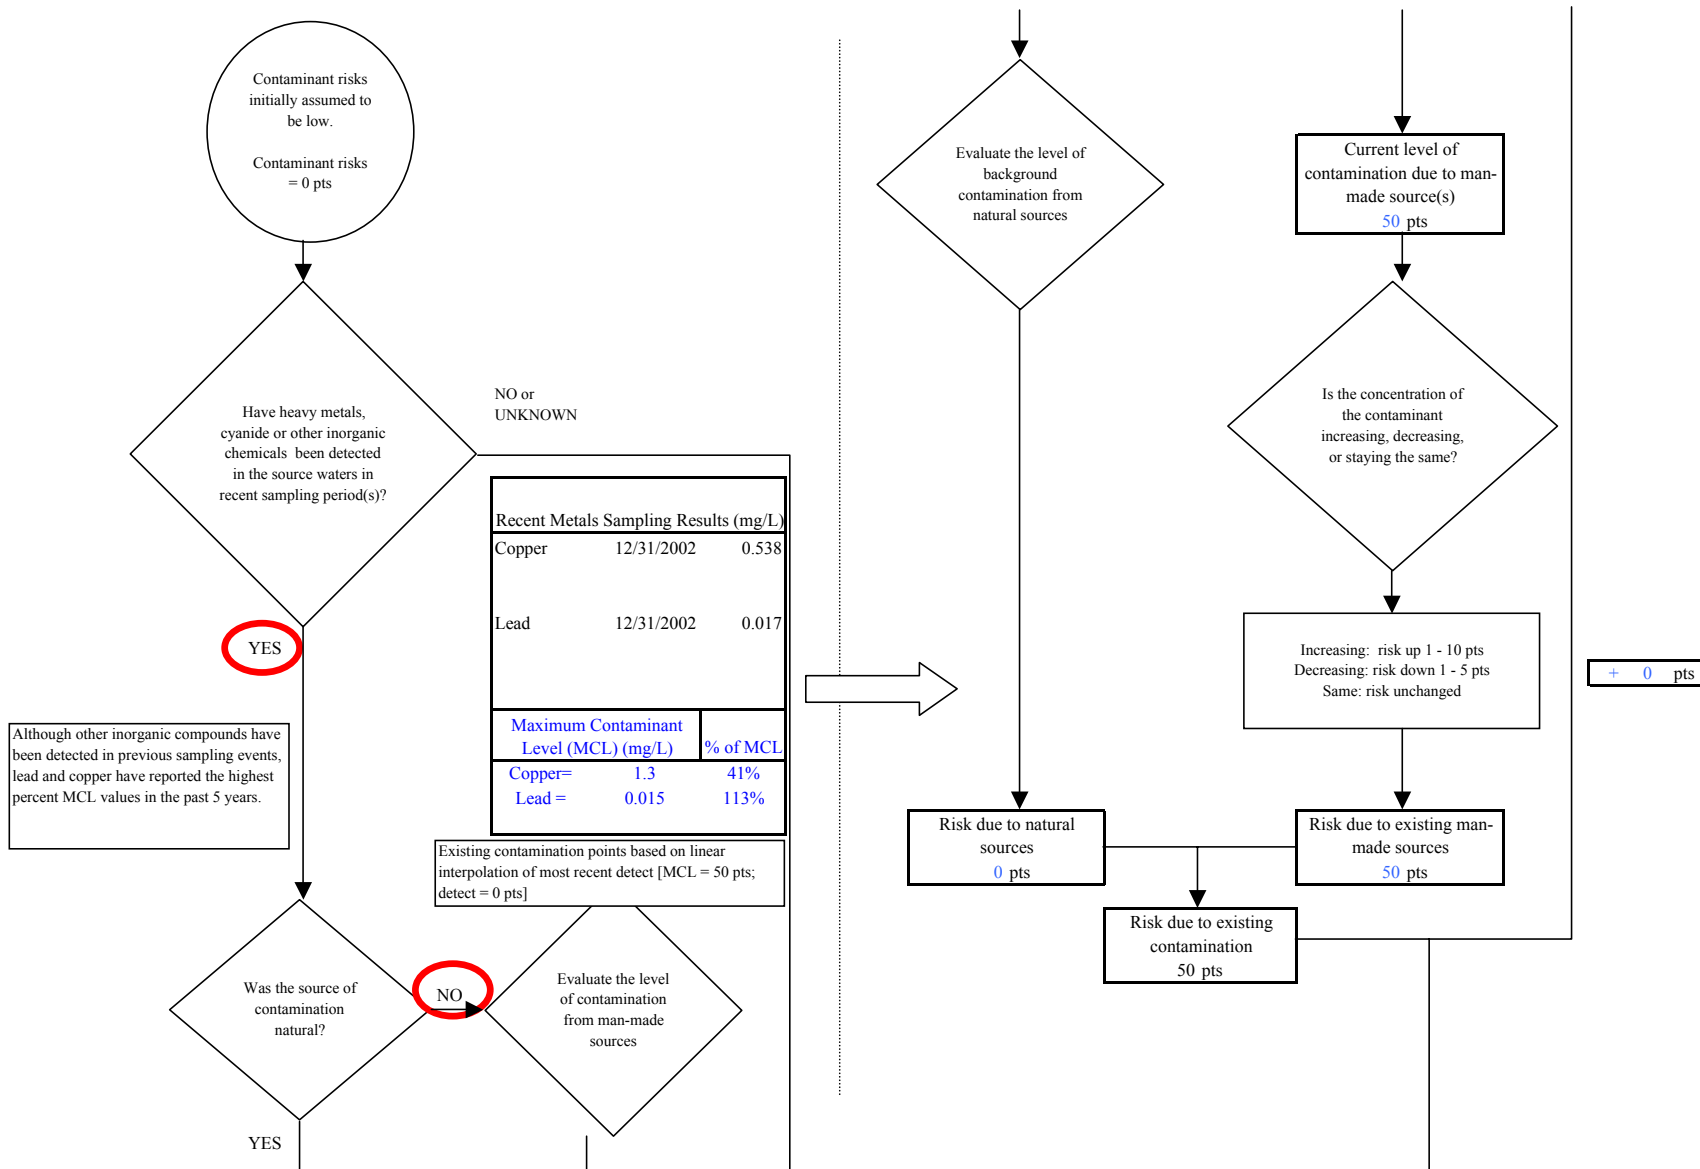 Contaminant risks
initially assumed to
be low.
Contaminant risks
= 0 pts
Have heavy metals,
cyanide or other inorganic
chemicals been detected
in the source waters in
recent sampling period(s)?
NO or
UNKNOWN
YES
Recent Metals Sampling Results (mg/L)
Copper 12/31/2002 0.538
Lead 12/31/2002 0.017
Maximum Contaminant
Level (MCL) (mg/L) % of MCL
Copper= 1.3 41%
Lead = 0.015 113%
Although other inorganic compounds have
been detected in previous sampling events,
lead and copper have reported the highest
percent MCL values in the past 5 years.
Existing contamination points based on linear
interpolation of most recent detect [MCL = 50 pts;
detect = 0 pts]
Was the source of
contamination
natural?
NO
Evaluate the level
of contamination
from man-made
sources
YES
Evaluate the level of
background
contamination from
natural sources
Current level of
contamination due to man-
made source(s)
50 pts
Is the concentration of
the contaminant
increasing, decreasing,
or staying the same?
Increasing: risk up 1 - 10 pts
Decreasing: risk down 1 - 5 pts
Same: risk unchanged
+ 0 pts
Risk due to natural
sources
0 pts
Risk due to existing man-
made sources
50 pts
Risk due to existing
contamination
50 pts